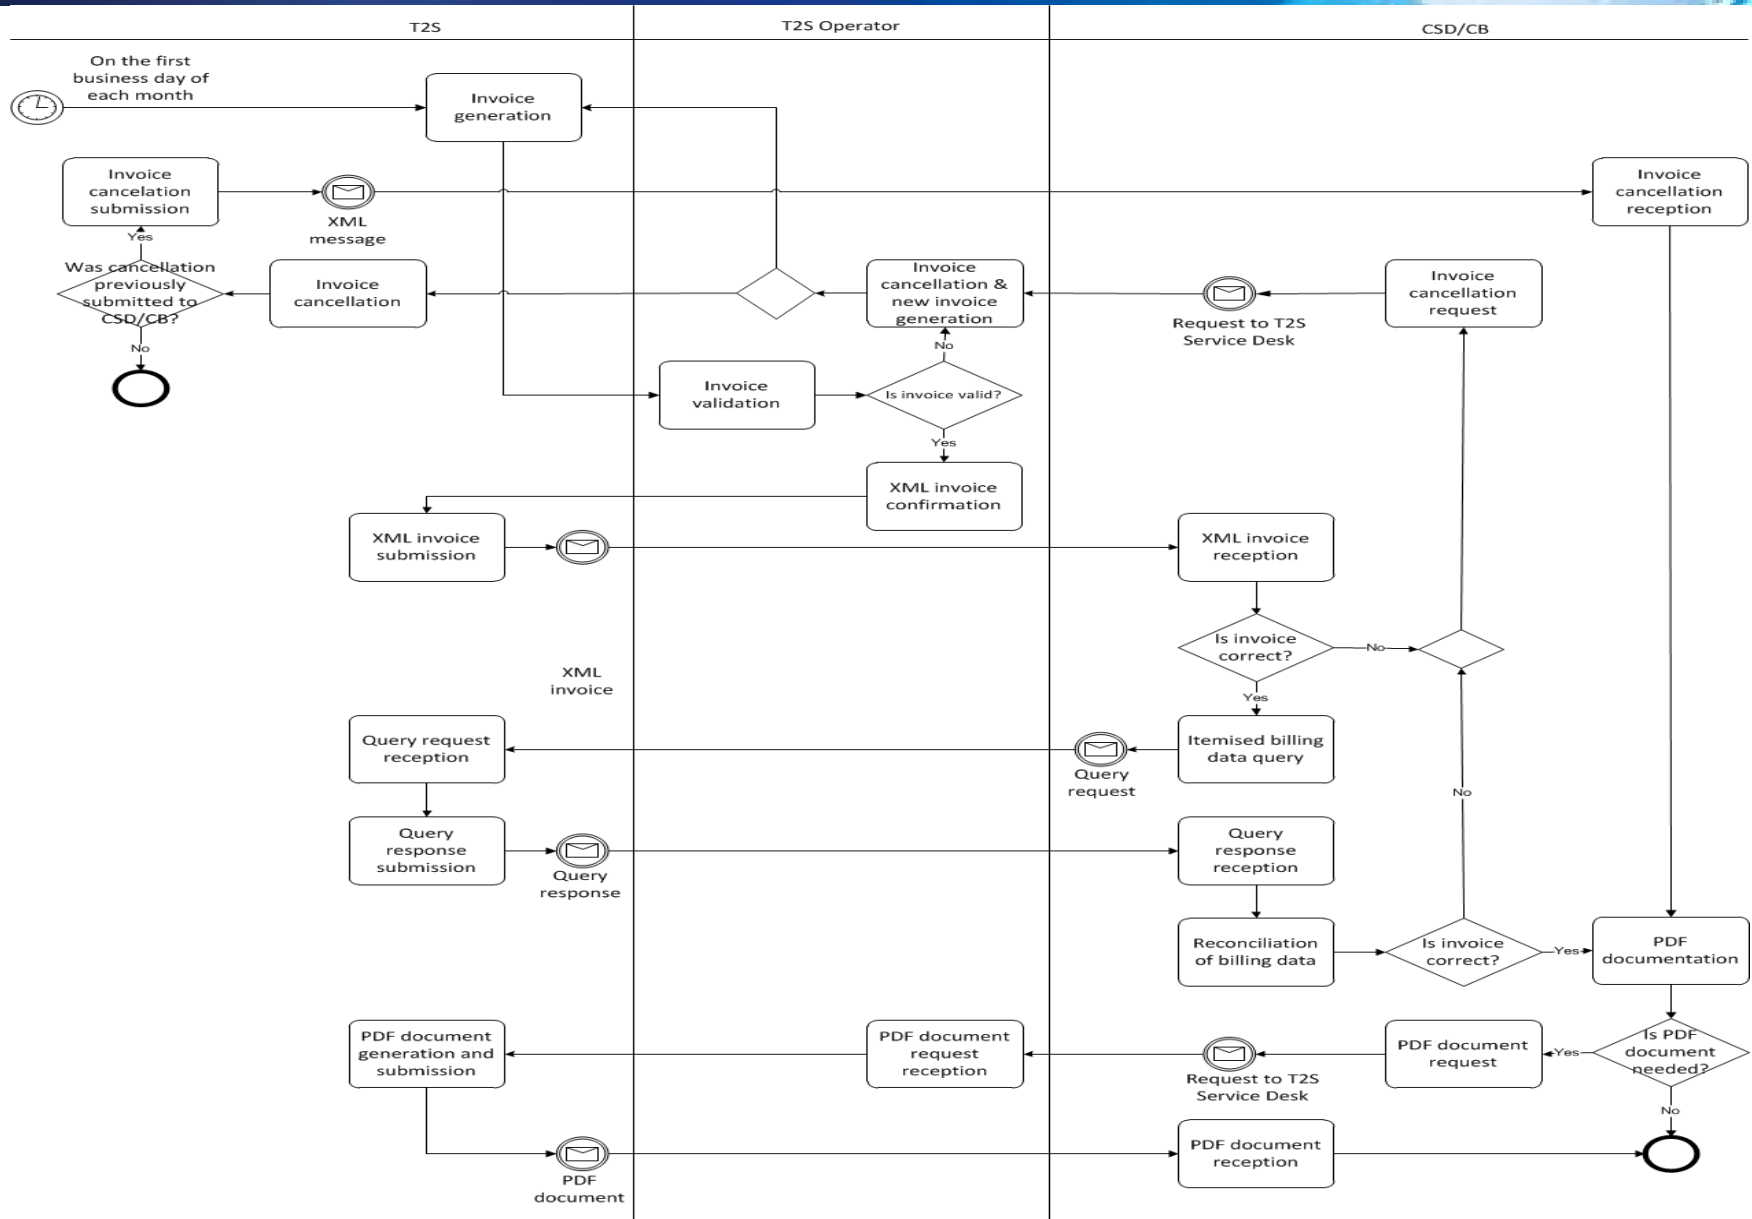 T2S
T2S Operator
CSD/CB
On the first
business day of
each month
Invoice
generation
Invoice
cancelation
submission
XML
message
Invoice
cancellation
reception
Yes
Was cancellation
previously
submitted to
CSD/CB?
No
Invoice
cancellation
Invoice
cancellation &
new invoice
generation
Request to T2S
Service Desk
Invoice
cancellation
request
No
Invoice
validation
Is invoice valid?
Yes
XML invoice
confirmation
XML invoice
submission
XML invoice
reception
Is invoice
correct?
No
XML
invoice
Yes
Query request
reception
Query
request
Itemised billing
data query
No
Query
response
submission
Query
response
Query
response
reception
Reconciliation
of billing data
Is invoice
correct?
Yes
PDF
documentation
PDF document
generation and
submission
PDF document
request
reception
Request to T2S
Service Desk
PDF document
request
Yes
Is PDF
document
needed?
No
PDF
document
PDF document
reception